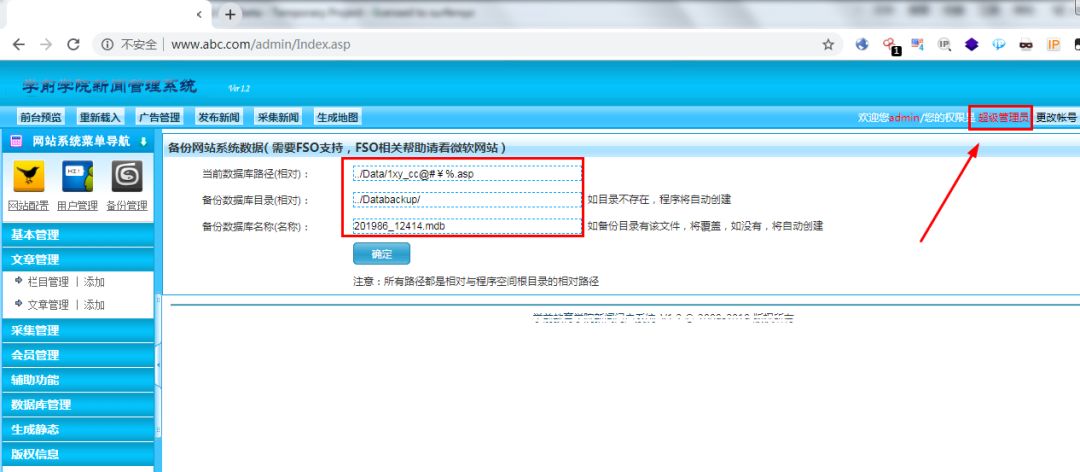 不安全 www.abc.com/admin/Index.asp
学前学院新闻管理系统 Ver 1.2
前台预览 重新载入 广告管理 发布新闻 采集新闻 生成地图 欢迎您admin /您的权限是 超级管理员 更改帐号
网站系统菜单导航
备份网站系统数据( 需要FSO支持,FSO相关帮助请看微软网站 )
当前数据库路径(相对): ../Data/1xy_cc@#¥%.asp
备份数据库目录(相对): ../Databackup/ 如目录不存在,程序将自动创建
网站配置 用户管理 备份管理
备份数据库名称(名称): 201986_12414.mdb 如备份目录有该文件,将覆盖,如没有,将自动创建
基本管理
确定
文章管理
栏目管理 | 添加
注意:所有路径都是相对与程序空间根目录的相对路径
文章管理 | 添加
采集管理
会员管理
辅助功能
数据库管理
生成静态
版权信息